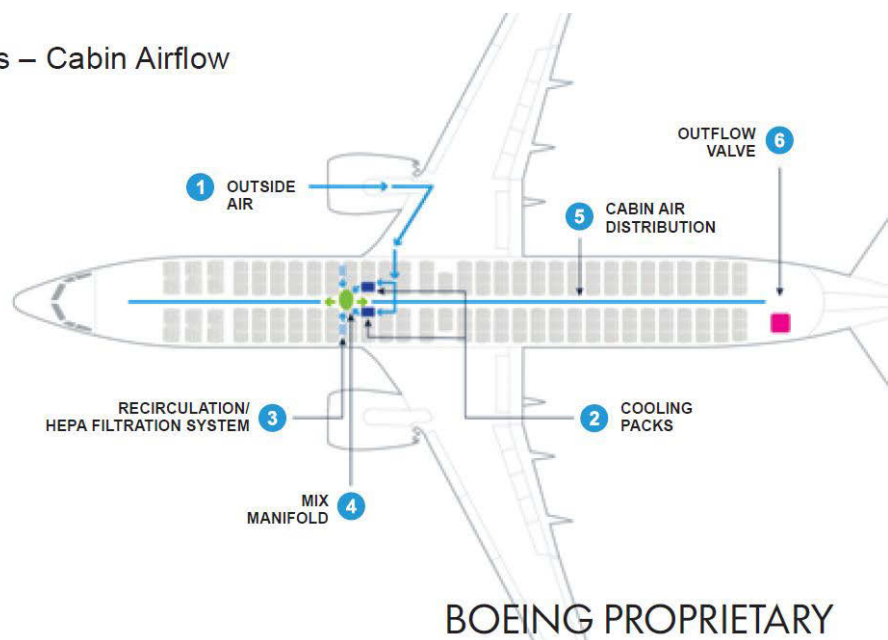 s – Cabin Airflow
OUTFLOW
VALVE
6
1
OUTSIDE
AIR
5
CABIN AIR
DISTRIBUTION
RECIRCULATION/
HEPA FILTRATION SYSTEM
3
2
COOLING
PACKS
MIX
MANIFOLD
4
BOEING PROPRIETARY